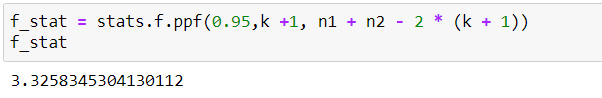 f_stat = stats.f.ppf(0.95,k +1, n1 + n2 - 2 * (k + 1))
f_stat
3.3258345304130112